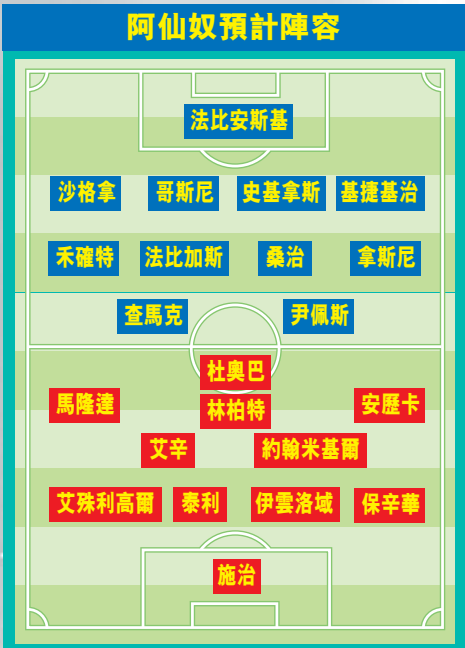 阿仙奴預計陣容
法比安斯基
沙格拿 哥斯尼 史基拿斯 基捷基治
禾確特 法比加斯 桑治 拿斯尼
查馬克 尹佩斯
杜奧巴
馬隆達 林柏特 安歷卡
艾辛 約翰米基爾
艾殊利高爾 泰利 伊雲洛域 保辛華
施治